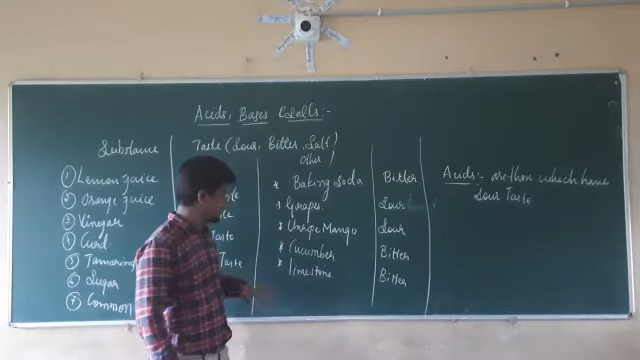 Acids, Bases & Salts :-
Substance Taste (Sour, Bitter, Salt
other)
① Lemon juice
② Orange juice
③ Vinegar
④ Curd
⑤ Tamarind Taste
⑥ Sugar
⑦ Common
* Baking Soda Bitter
* Grapes Sour
* Unripe Mango Sour
* Cucumber Bitter
* limestone Bitter
Acids :- are those which have
Sour Taste